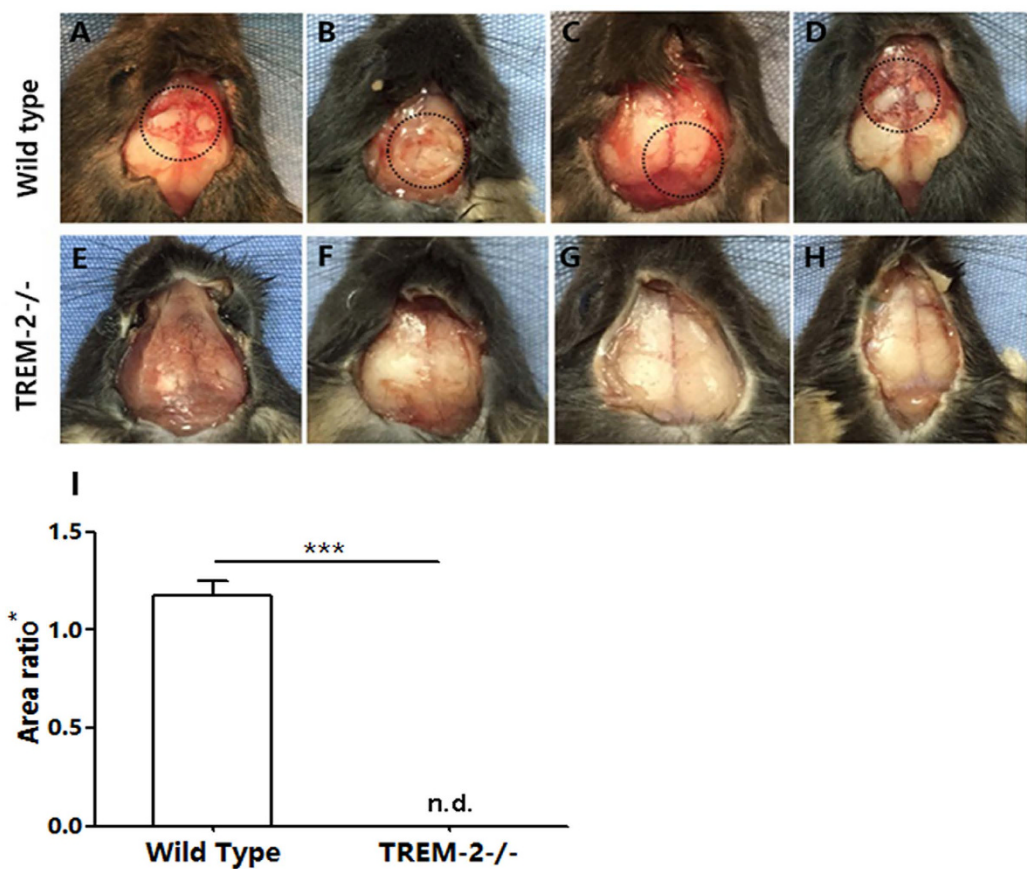 A B C D
Wild type
E F G H
TREM-2-/-
I
1.5
***
1.0
Area ratio*
0.5
n.d.
0.0
Wild Type TREM-2-/-